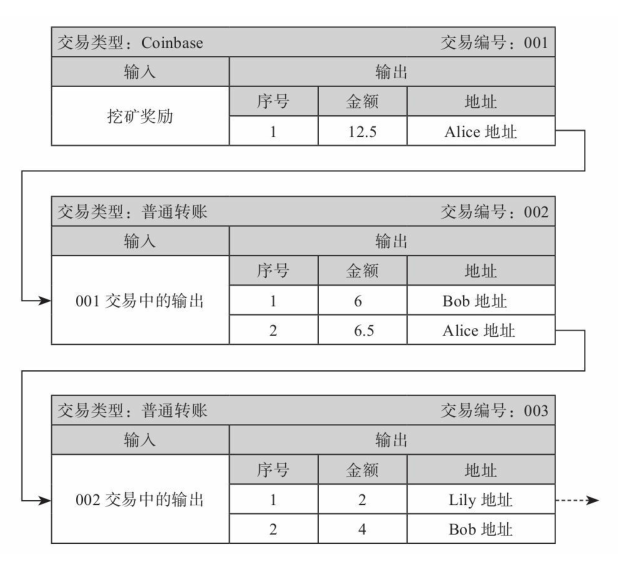 交易类型：Coinbase 交易编号：001
输入 输出
挖矿奖励
序号 金额 地址
1 12.5 Alice 地址
交易类型：普通转账 交易编号：002
输入 输出
001 交易中的输出
序号 金额 地址
1 6 Bob 地址
2 6.5 Alice 地址
交易类型：普通转账 交易编号：003
输入 输出
002 交易中的输出
序号 金额 地址
1 2 Lily 地址
2 4 Bob 地址